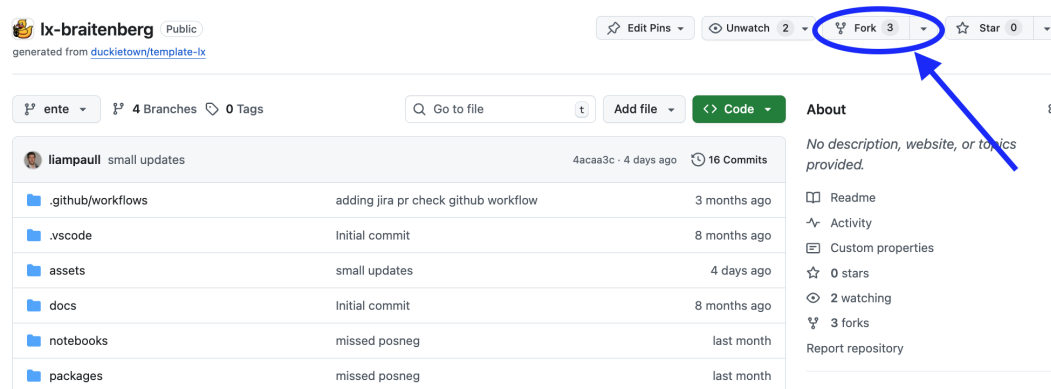 lx-braitenberg Public Edit Pins Unwatch 2 Fork 3 Star 0
generated from duckietown/template-lx
ente 4 Branches 0 Tags Go to file t Add file Code About
No description, website, or topics
provided.
liampaull small updates 4acaa3c · 4 days ago 16 Commits
.github/workflows adding jira pr check github workflow 3 months ago
.vscode Initial commit 8 months ago
assets small updates 4 days ago
docs Initial commit 8 months ago
notebooks missed posneg last month
packages missed posneg last month
Readme
Activity
Custom properties
0 stars
2 watching
3 forks
Report repository